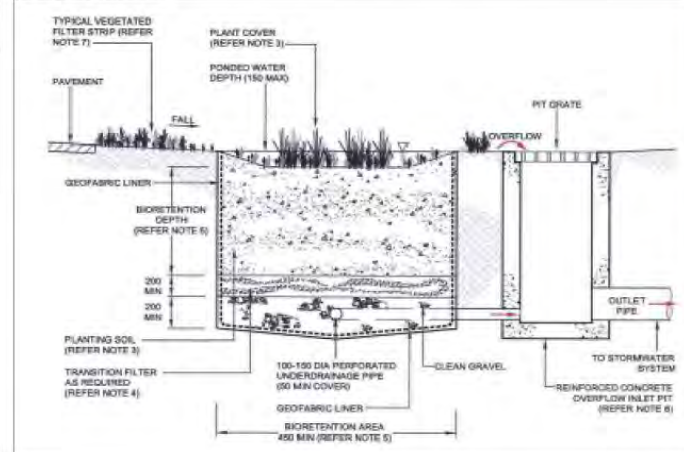 TYPICAL VEGETATED
FILTER STRIP (REFER
NOTE 7)
PLANT COVER
(REFER NOTE 3)
PONDED WATER
DEPTH (150 MAX)
PAVEMENT
FALL
PIT GRATE
OVERFLOW
GEOFABRIC LINER
BIORETENTION
DEPTH
(REFER NOTE 5)
200
MIN
200
MIN
OUTLET
PIPE
PLANTING SOIL
(REFER NOTE 3)
TRANSITION FILTER
AS REQUIRED
(REFER NOTE 4)
100-150 DIA PERFORATED
UNDERDRAINAGE PIPE
(50 MIN COVER)
CLEAN GRAVEL
GEOFABRIC LINER
TO STORMWATER
SYSTEM
REINFORCED CONCRETE
OVERFLOW INLET PIT
(REFER NOTE 6)
BIORETENTION AREA
450 MIN (REFER NOTE 5)